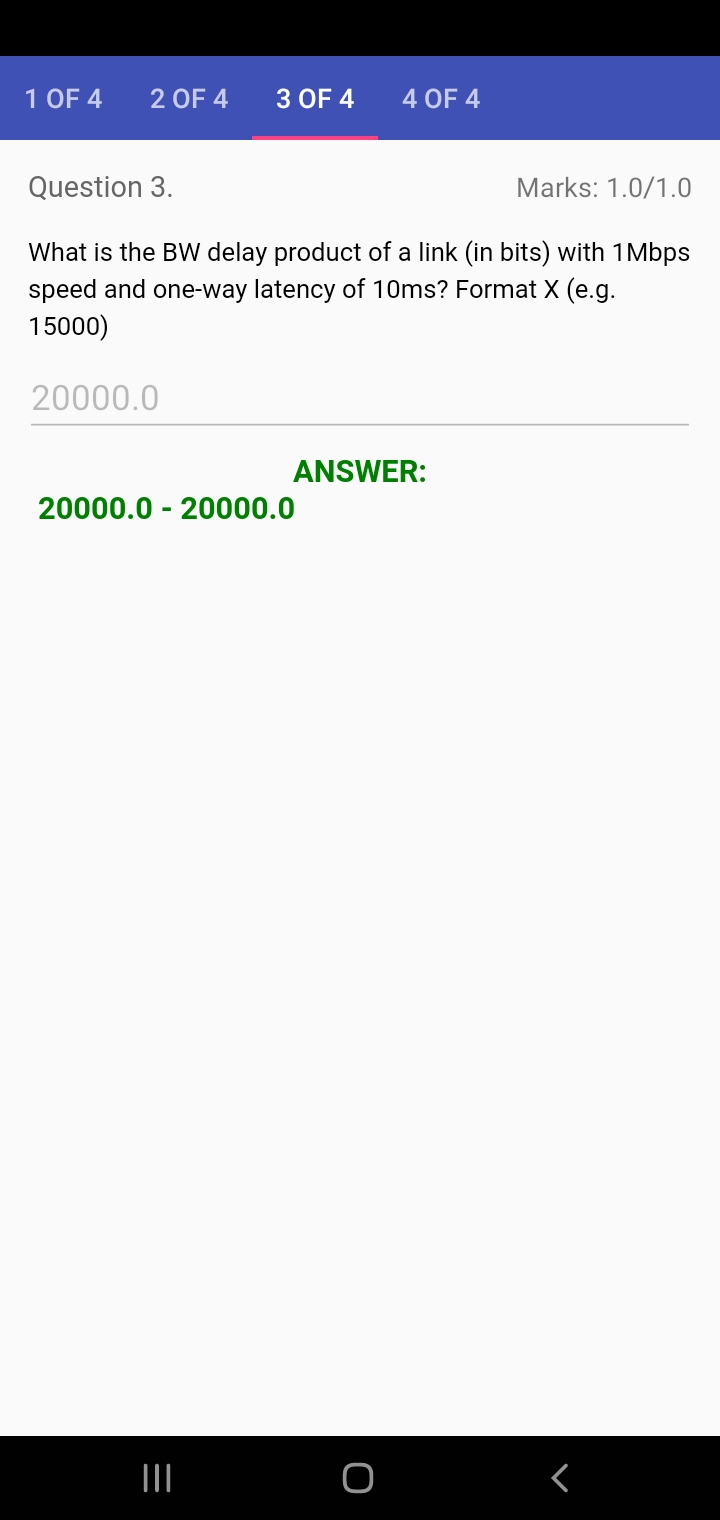 1 OF 4 2 OF 4 3 OF 4 4 OF 4
Question 3. Marks: 1.0/1.0
What is the BW delay product of a link (in bits) with 1Mbps
speed and one-way latency of 10ms? Format X (e.g.
15000)
20000.0
ANSWER:
20000.0 - 20000.0